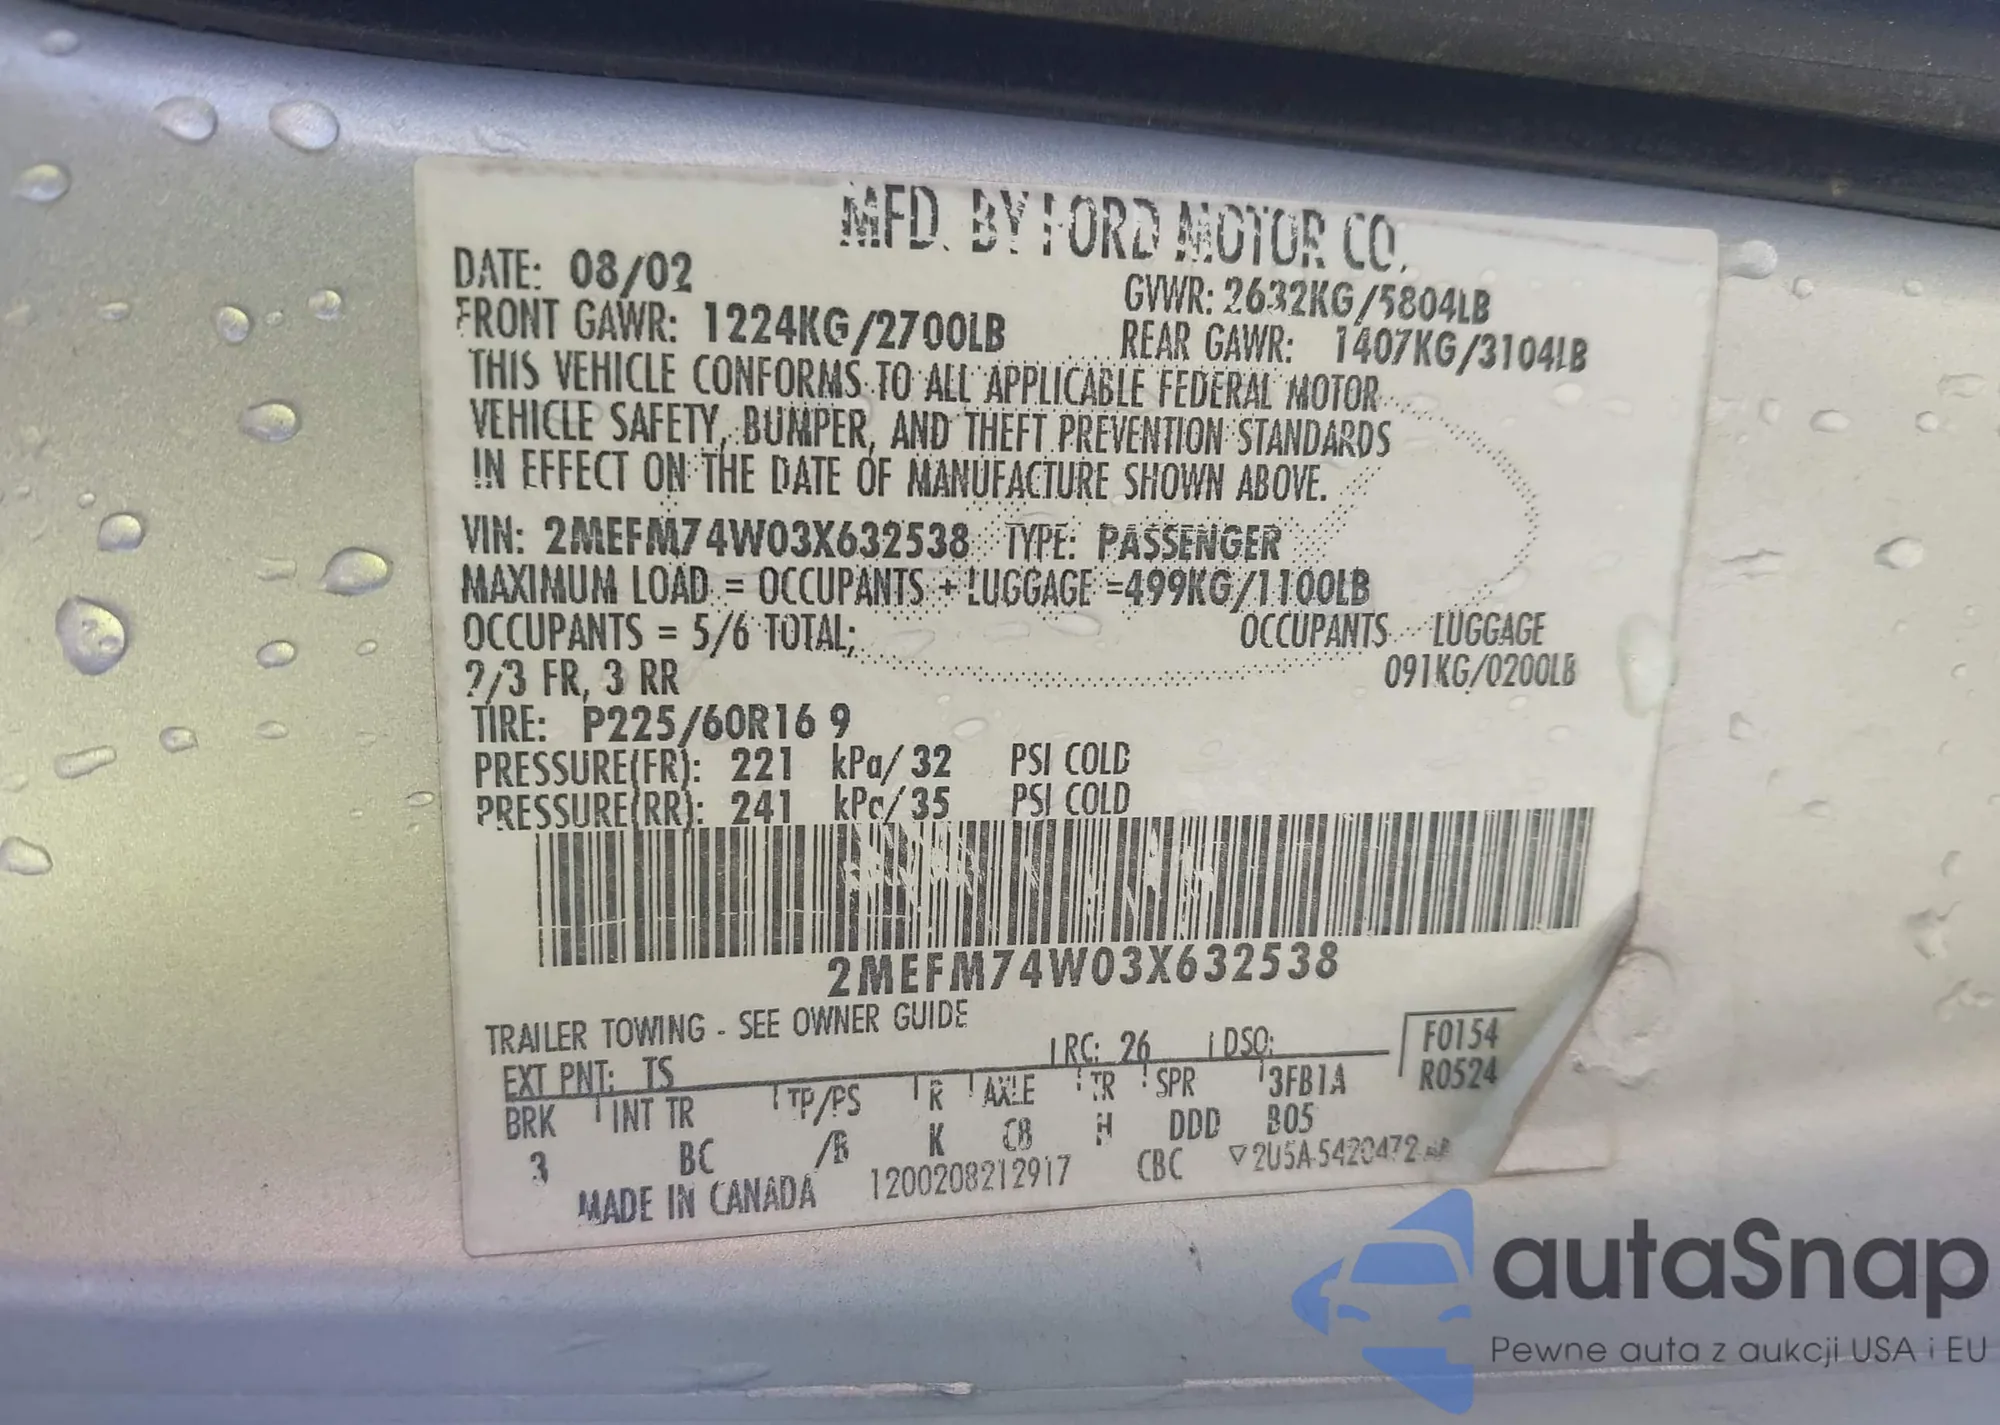 MFD. BY FORD MOTOR CO.
DATE: 08/02
GVWR: 2632KG/5804LB
FRONT GAWR: 1224KG/2700LB
REAR GAWR: 1407KG/3104LB
THIS VEHICLE CONFORMS TO ALL APPLICABLE FEDERAL MOTOR
VEHICLE SAFETY, BUMPER, AND THEFT PREVENTION STANDARDS
IN EFFECT ON THE DATE OF MANUFACTURE SHOWN ABOVE.
VIN: 2MEFM74W03X632538 TYPE: PASSENGER
MAXIMUM LOAD = OCCUPANTS + LUGGAGE =499KG/1100LB
OCCUPANTS = 5/6 TOTAL; OCCUPANTS LUGGAGE
2/3 FR, 3 RR 091KG/0200LB
TIRE: P225/60R16 9
PRESSURE(FR): 221 kPa/ 32 PSI COLD
PRESSURE(RR): 241 kPa/ 35 PSI COLD
2MEFM74W03X632538
TRAILER TOWING - SEE OWNER GUIDE
EXT PNT: TS RC: 26 DSO: F0154
R0524
BRK INT TR TP/PS R AXLE TR SPR 3FB1A
3 BC /B K C8 H DDD B05
MADE IN CANADA 1200208212917 CBC ▽2U5A-5420472
autaSnap
Pewne auta z aukcji USA i EU